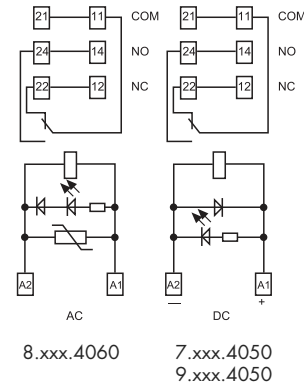 21 11 COM 21 11 COM
24 14 NO 24 14 NO
22 12 NC 22 12 NC
A2 A1 A2 A1
— +
AC DC
8.xxx.4060 7.xxx.4050
9.xxx.4050